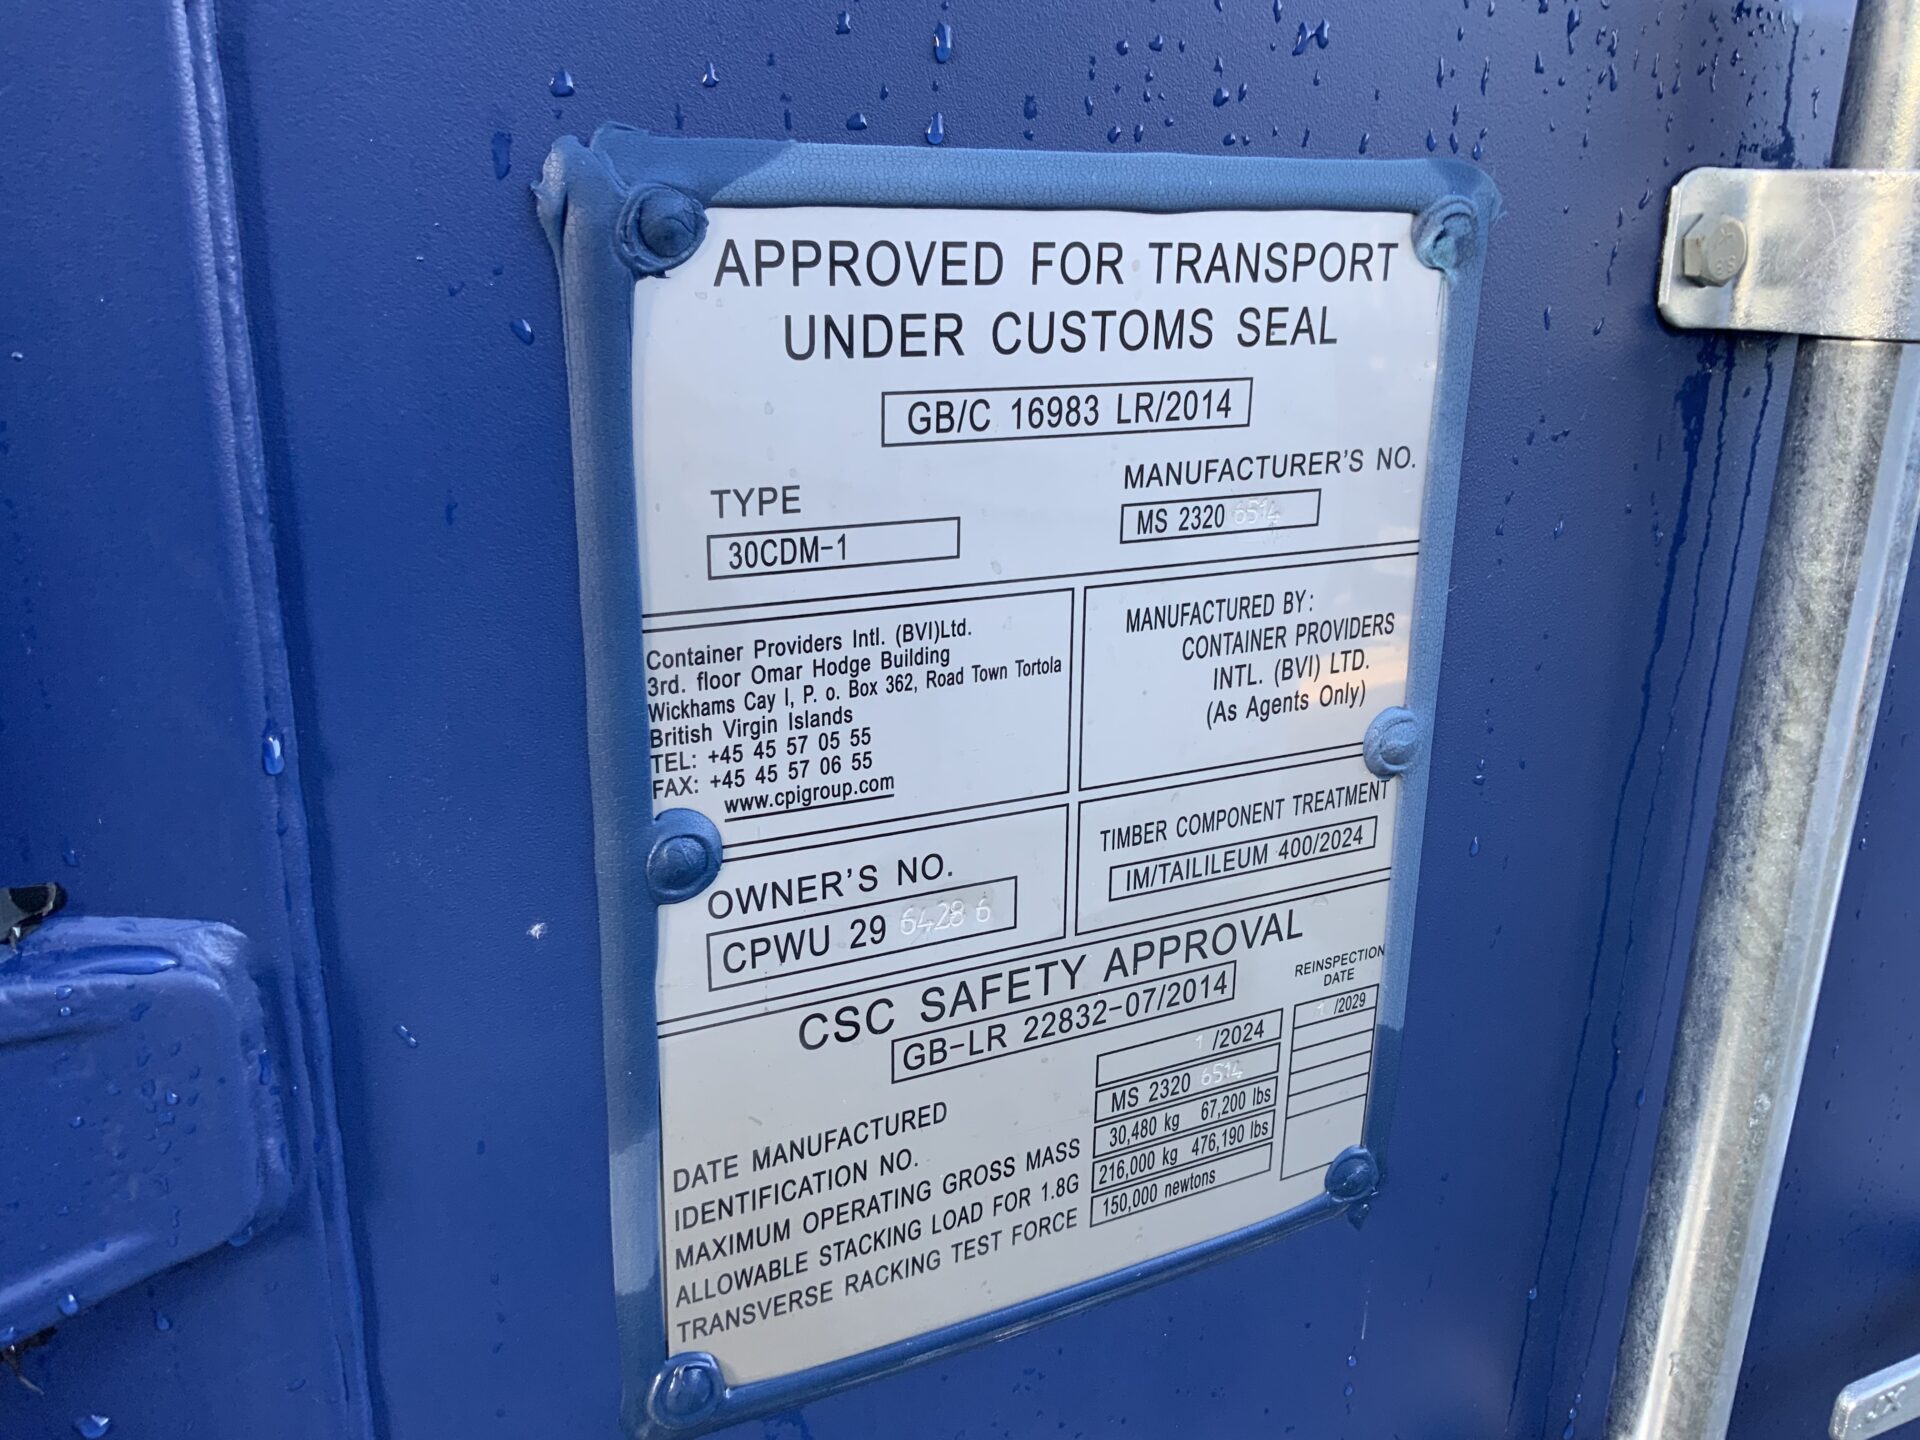 APPROVED FOR TRANSPORT
UNDER CUSTOMS SEAL
GB/C 16983 LR/2014
TYPE
30CDM-1
MANUFACTURER'S NO.
MS 2320 6514
Container Providers Intl. (BVI)Ltd.
3rd. floor Omar Hodge Building
Wickhams Cay I, P. o. Box 362, Road Town Tortola
British Virgin Islands
TEL: +45 45 57 05 55
FAX: +45 45 57 06 55
www.cpigroup.com
MANUFACTURED BY:
CONTAINER PROVIDERS
INTL. (BVI) LTD.
(As Agents Only)
OWNER'S NO.
CPWU 29 6428 6
TIMBER COMPONENT TREATMENT
IM/TAILILEUM 400/2024
CSC SAFETY APPROVAL
GB-LR 22832-07/2014
REINSPECTION
DATE
1 /2029
DATE MANUFACTURED 1 /2024
IDENTIFICATION NO. MS 2320 6514
MAXIMUM OPERATING GROSS MASS 30,480 kg 67,200 lbs
ALLOWABLE STACKING LOAD FOR 1.8G 216,000 kg 476,190 lbs
TRANSVERSE RACKING TEST FORCE 150,000 newtons
JX